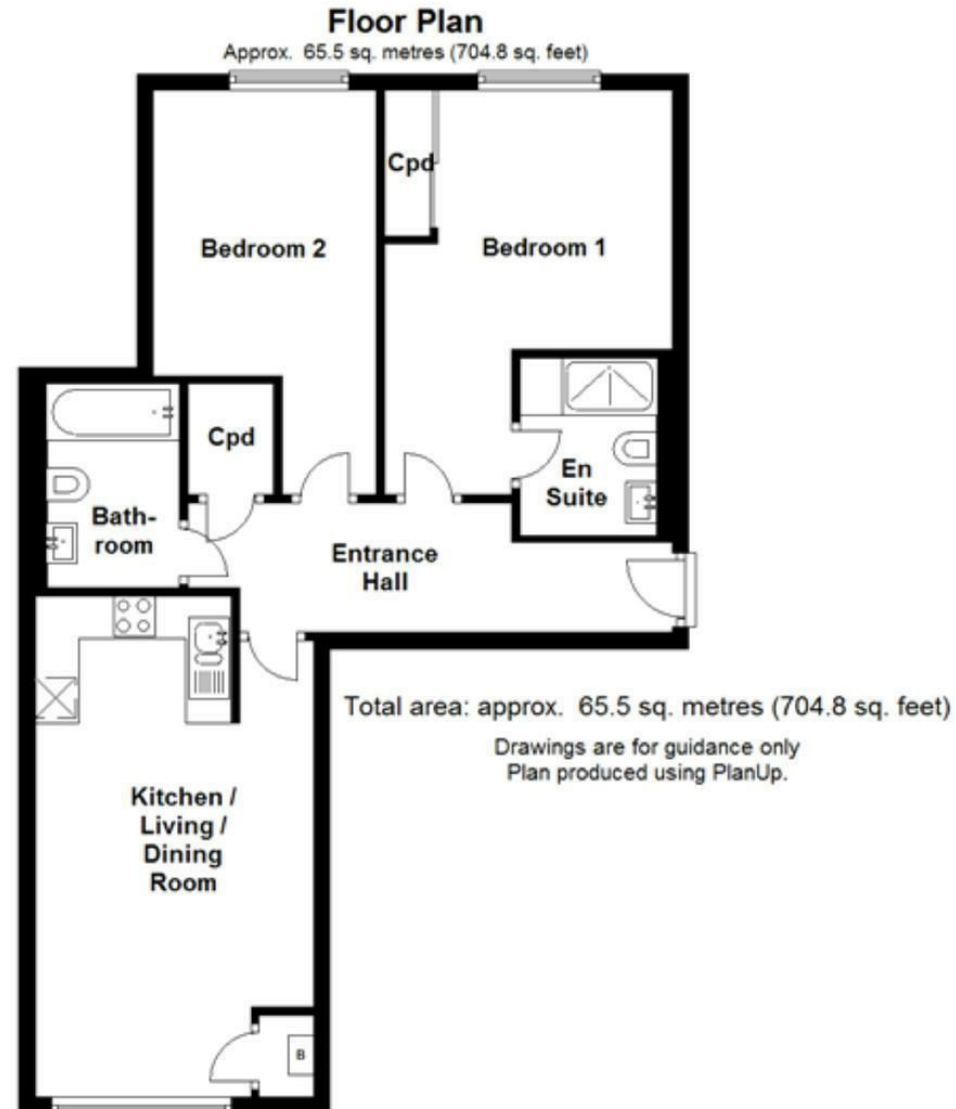 Floor Plan
Approx. 65.5 sq. metres (704.8 sq. feet)
Cpd
Bedroom 2
Bedroom 1
Cpd
En
Suite
Bath-
room
Entrance
Hall
Total area: approx. 65.5 sq. metres (704.8 sq. feet)
Drawings are for guidance only
Plan produced using PlanUp.
Kitchen /
Living /
Dining
Room
B